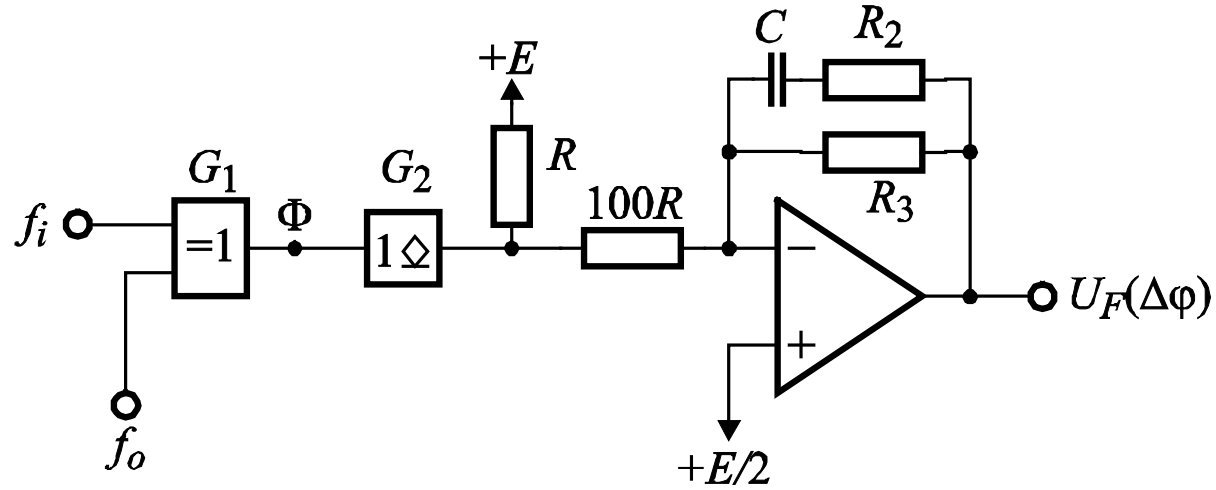 C
R2
+E
R
G1
G2
100R
R3
fi
=1
Φ
1◇
−
UF(Δφ)
+
fo
+E/2